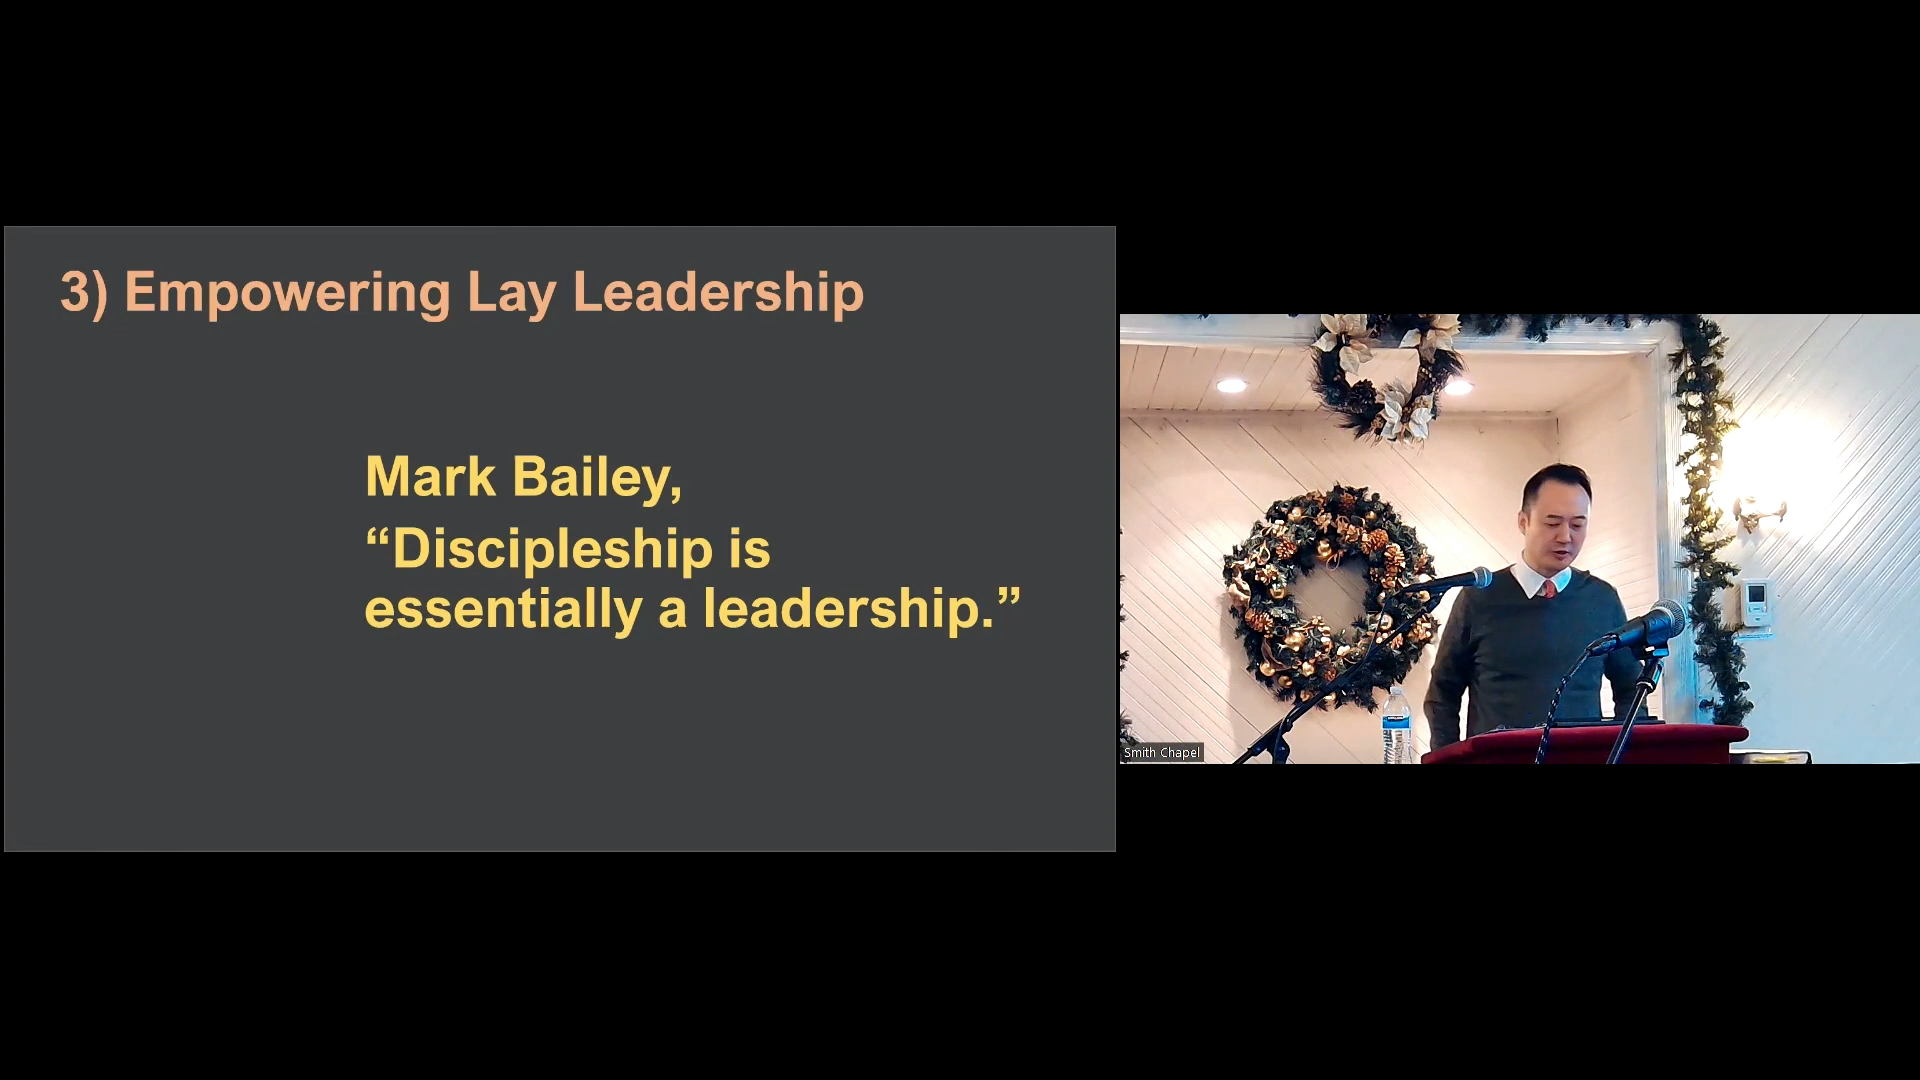 3) Empowering Lay Leadership
Mark Bailey,
“Discipleship is
essentially a leadership.”
Smith Chapel